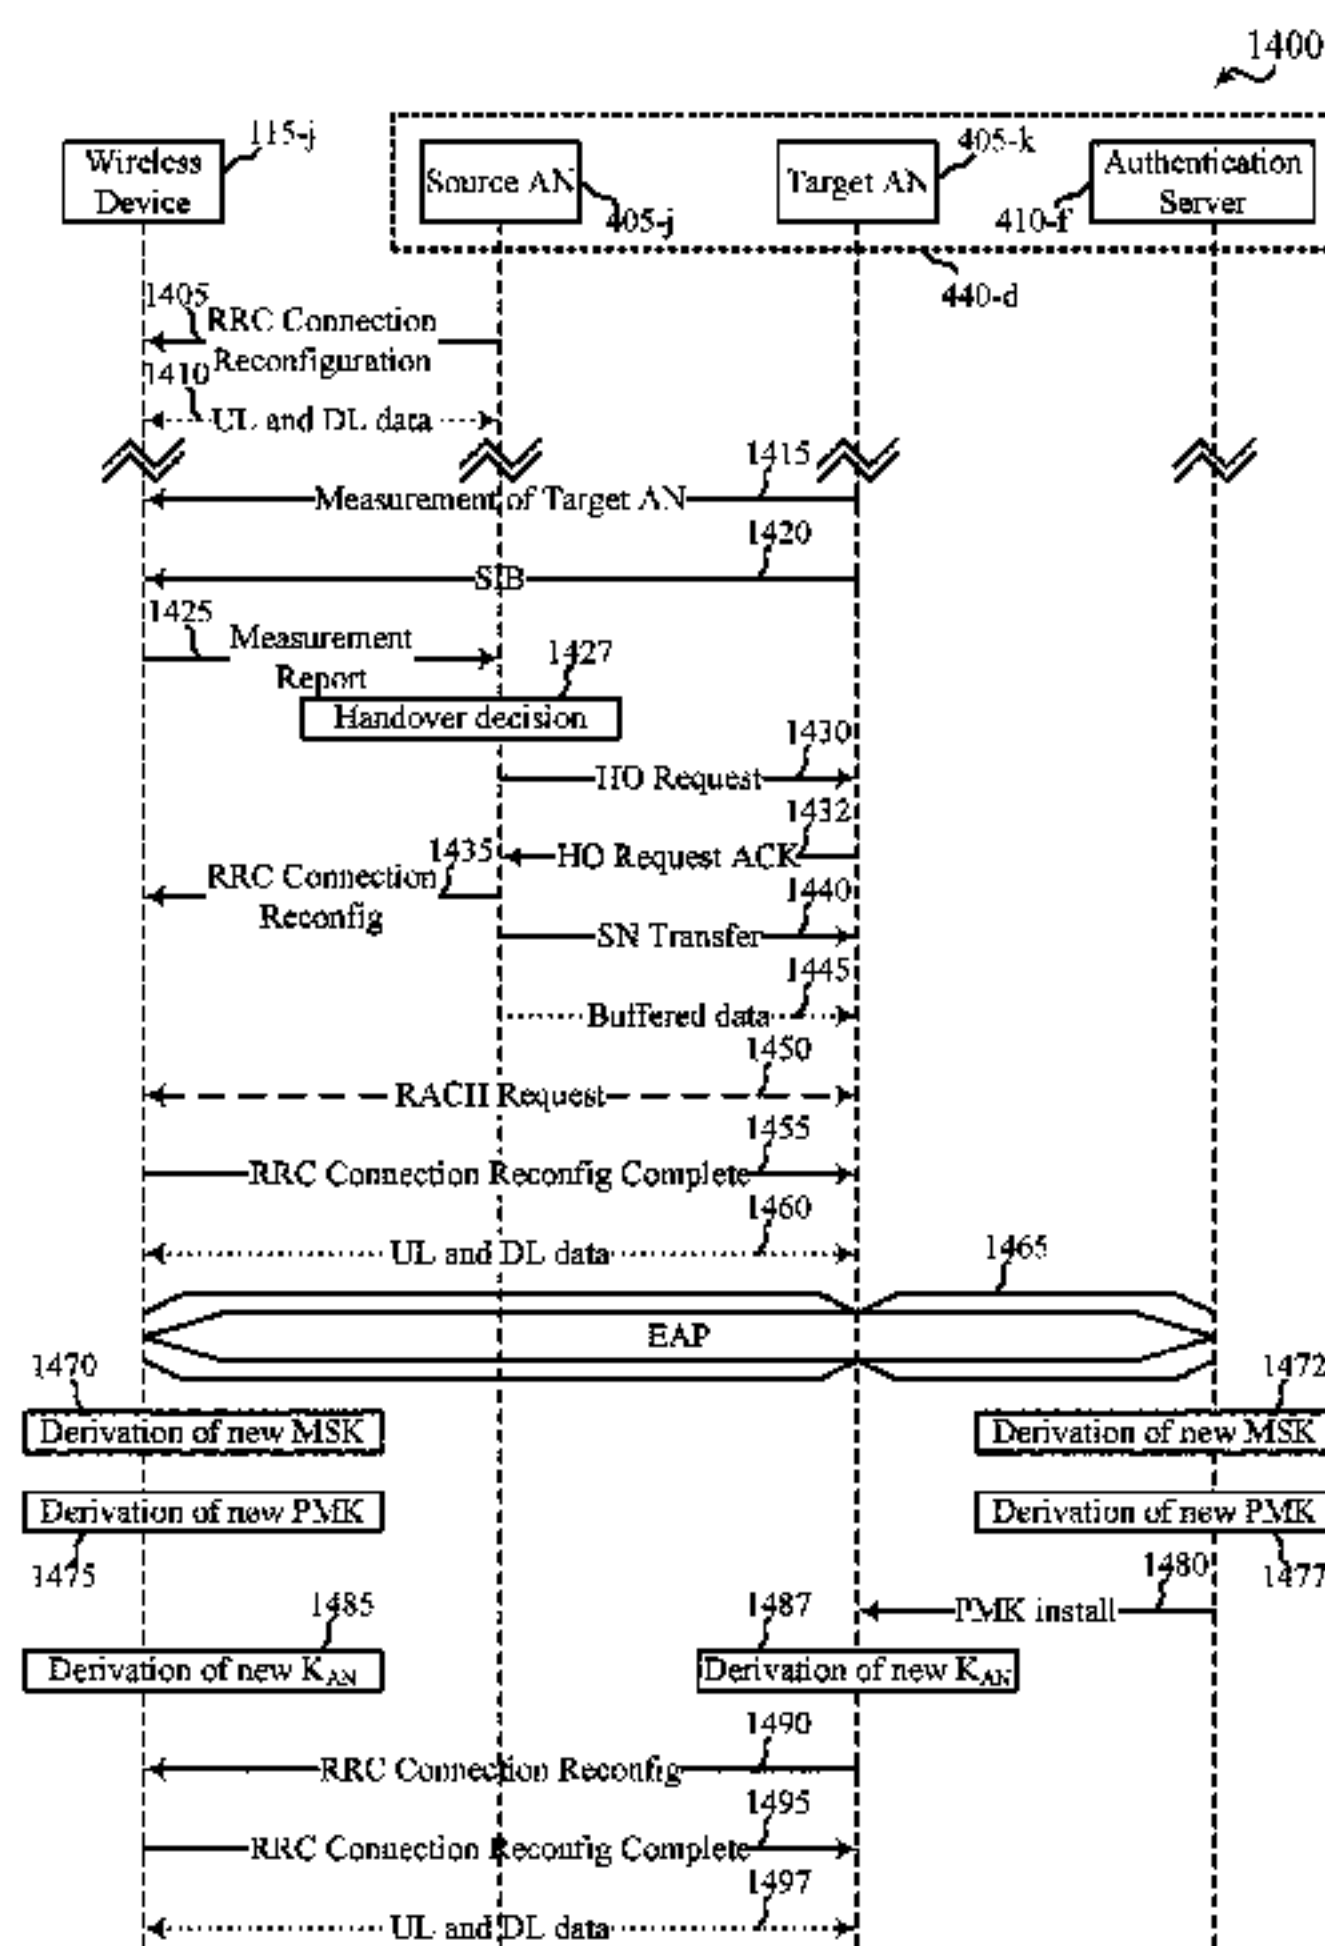 1400
115-j
Wireless
Device
Source AN
405-j
Target AN
405-k
410-f
Authentication
Server
440-d
1405
RRC Connection
Reconfiguration
1410
UL and DL data
1415
Measurement of Target AN
1420
SIB
1425
Measurement
Report
1427
Handover decision
1430
HO Request
1432
HO Request ACK
1435
RRC Connection
Reconfig
1440
SN Transfer
1445
Buffered data
1450
RACH Request
1455
RRC Connection Reconfig Complete
1460
UL and DL data
1465
EAP
1470
Derivation of new MSK
1472
Derivation of new MSK
Derivation of new PMK
1475
Derivation of new PMK
1477
1480
PMK install
1485
Derivation of new KAN
1487
Derivation of new KAN
1490
RRC Connection Reconfig
1495
RRC Connection Reconfig Complete
1497
UL and DL data